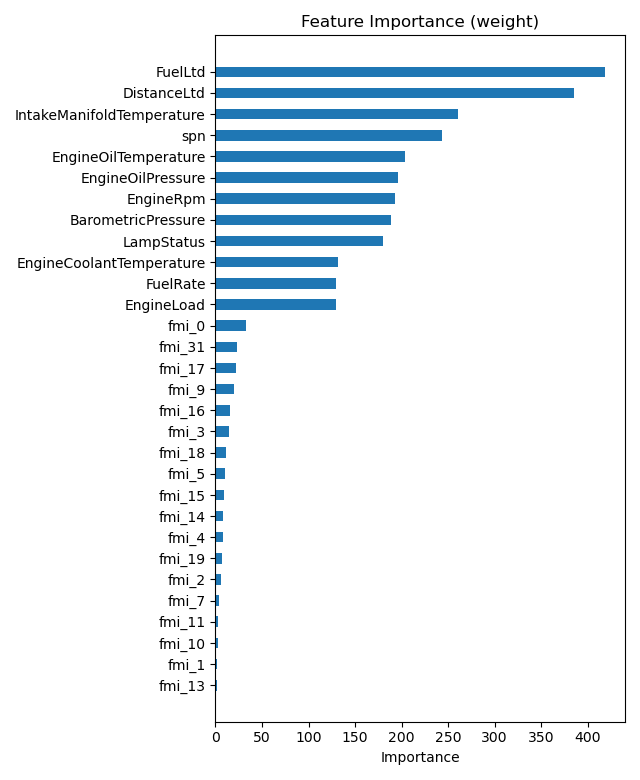 Feature Importance (weight)
FuelLtd
DistanceLtd
IntakeManifoldTemperature
spn
EngineOilTemperature
EngineOilPressure
EngineRpm
BarometricPressure
LampStatus
EngineCoolantTemperature
FuelRate
EngineLoad
fmi_0
fmi_31
fmi_17
fmi_9
fmi_16
fmi_3
fmi_18
fmi_5
fmi_15
fmi_14
fmi_4
fmi_19
fmi_2
fmi_7
fmi_11
fmi_10
fmi_1
fmi_13
0 50 100 150 200 250 300 350 400
Importance